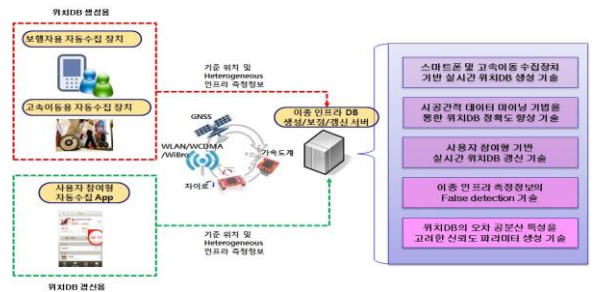 위치DB 생성용
보행자용 자동수집 장치
고속이동용 자동수집 장치
기준 위치 및
Heterogeneous
인프라 측정정보
GNSS
WLAN/WCDMA
/WiBro
가속도계
자이로
이종 인프라 DB
생성/보정/갱신 서버
사용자 참여형
자동수집 App
기준 위치 및
Heterogeneous
인프라 측정정보
위치DB 갱신용
스마트폰 및 고속이동 수집장치
기반 실시간 위치DB 생성 기술
시공간적 데이터 마이닝 기법을
통한 위치DB 정확도 향상 기술
사용자 참여형 기반
실시간 위치DB 갱신 기술
이종 인프라 측정정보의
False detection 기술
위치DB의 오차 공분산 특성을
고려한 신뢰도 파라미터 생성 기술